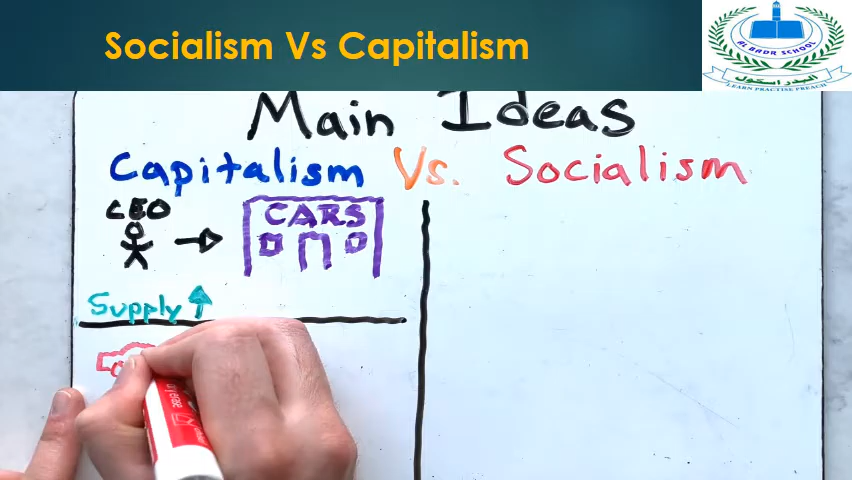 Socialism Vs Capitalism
AL BADR SCHOOL
البدر اسكول
LEARN PRACTISE PREACH
Main Ideas
Capitalism Vs. Socialism
CEO
CARS
Supply